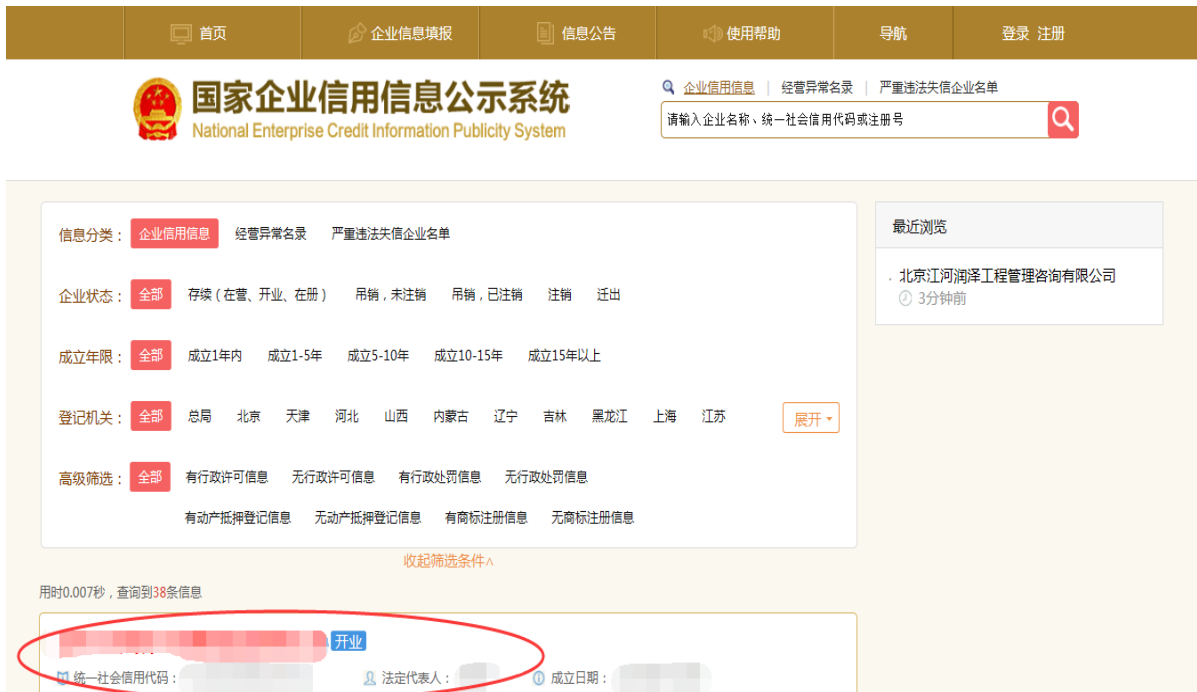 首页 企业信息填报 信息公告 使用帮助 导航 登录 注册
国家企业信用信息公示系统
National Enterprise Credit Information Publicity System
企业信用信息 | 经营异常名录 | 严重违法失信企业名单
请输入企业名称、统一社会信用代码或注册号
信息分类： 企业信用信息 经营异常名录 严重违法失信企业名单
企业状态： 全部 存续（在营、开业、在册） 吊销，未注销 吊销，已注销 注销 迁出
成立年限： 全部 成立1年内 成立1-5年 成立5-10年 成立10-15年 成立15年以上
登记机关： 全部 总局 北京 天津 河北 山西 内蒙古 辽宁 吉林 黑龙江 上海 江苏 展开
高级筛选： 全部 有行政许可信息 无行政许可信息 有行政处罚信息 无行政处罚信息
有动产抵押登记信息 无动产抵押登记信息 有商标注册信息 无商标注册信息
收起筛选条件∧
最近浏览
. 北京江河润泽工程管理咨询有限公司
3分钟前
用时0.007秒，查询到38条信息
开业
统一社会信用代码： 法定代表人： 成立日期：